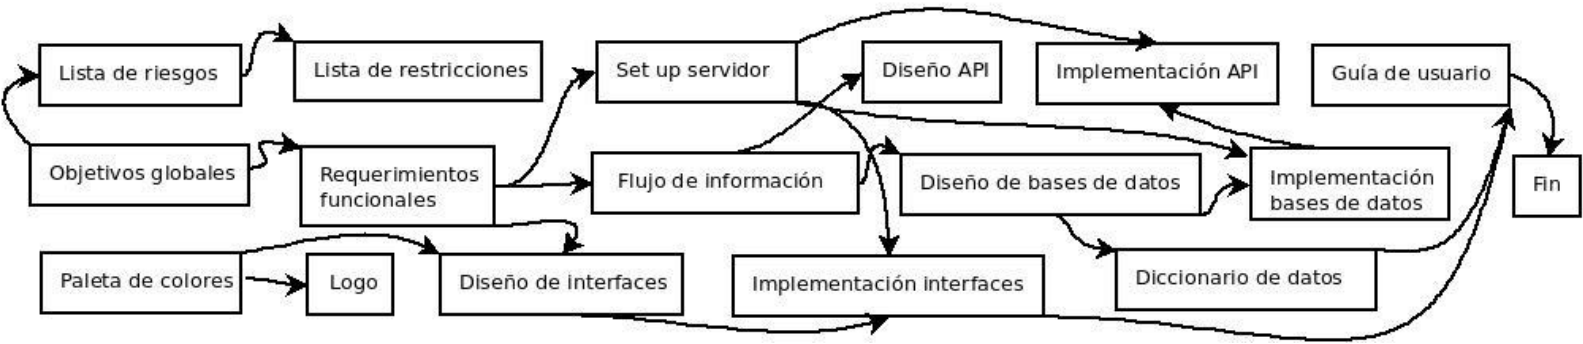 Lista de riesgos
Lista de restricciones
Set up servidor
Diseño API
Implementación API
Guía de usuario
Objetivos globales
Requerimientos
funcionales
Flujo de información
Diseño de bases de datos
Implementación
bases de datos
Fin
Paleta de colores
Logo
Diseño de interfaces
Implementación interfaces
Diccionario de datos